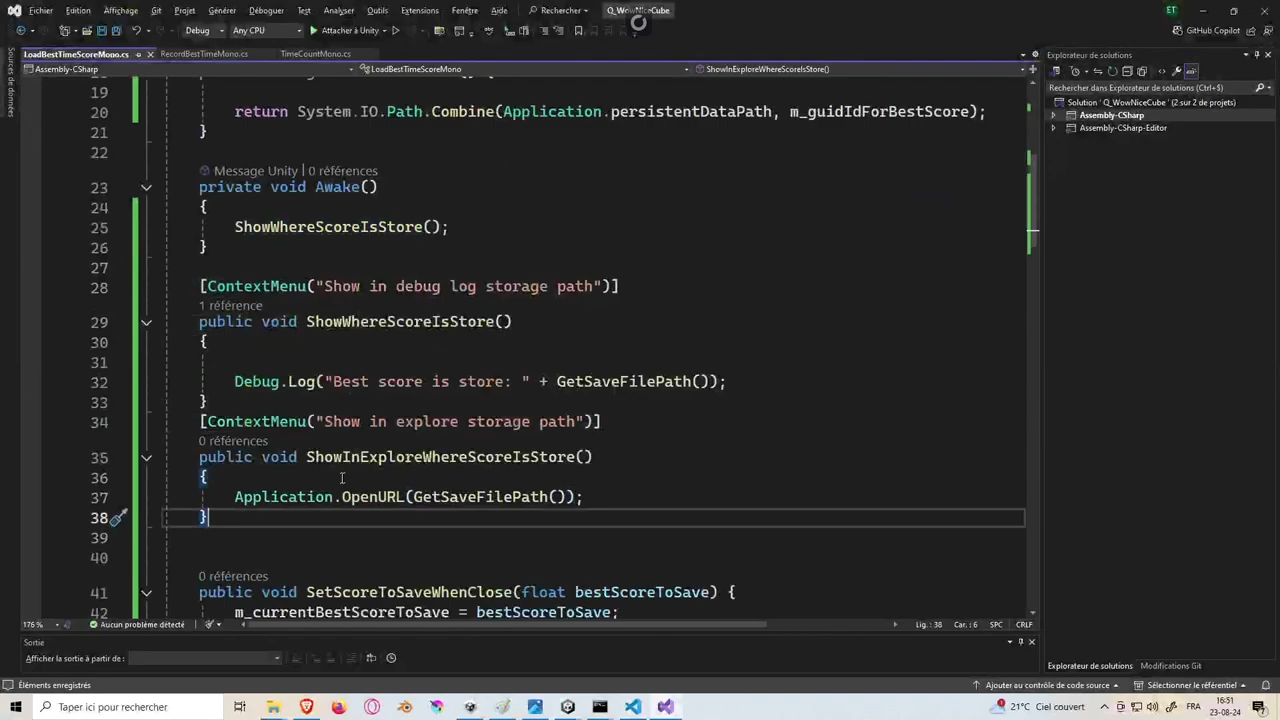 Fichier Edition Affichage Git Projet Générer Déboguer Test Analyser Outils Extensions Fenêtre Aide Rechercher Q_WowNiceCube ET
Debug Any CPU Attacher à Unity GitHub Copilot
LoadBestTimeScoreMono.cs RecordBestTimeMono.cs TimeCountMono.cs
Assembly-CSharp LoadBestTimeScoreMono ShowInExploreWhereScoreIsStore()
Sources de données
19
20 return System.IO.Path.Combine(Application.persistentDataPath, m_guidIdForBestScore);
21 }
22
Message Unity | 0 références
23 private void Awake()
24 {
25 ShowWhereScoreIsStore();
26 }
27
28 [ContextMenu("Show in debug log storage path")]
1 référence
29 public void ShowWhereScoreIsStore()
30 {
31
32 Debug.Log("Best score is store: " + GetSaveFilePath());
33 }
34 [ContextMenu("Show in explore storage path")]
0 références
35 public void ShowInExploreWhereScoreIsStore()
36 {
37 Application.OpenURL(GetSaveFilePath());
38 }
39
40
0 références
41 public void SetScoreToSaveWhenClose(float bestScoreToSave) {
42 m_currentBestScoreToSave = bestScoreToSave;
176 % Aucun problème détecté Lig. : 38 Car. : 6 SPC CRLF
Sortie
Afficher la sortie à partir de :
Explorateur de solutions
Rechercher dans Explorateur de solutions
Solution ' Q_WowNiceCube ' (2 sur 2 de projets)
Assembly-CSharp
Assembly-CSharp-Editor
Explorateur de solutions Modifications Git
Éléments enregistrés Ajouter au contrôle de code source Sélectionner le référentiel
Taper ici pour rechercher 21°C Ciel couvert FRA 16:51
23-08-24